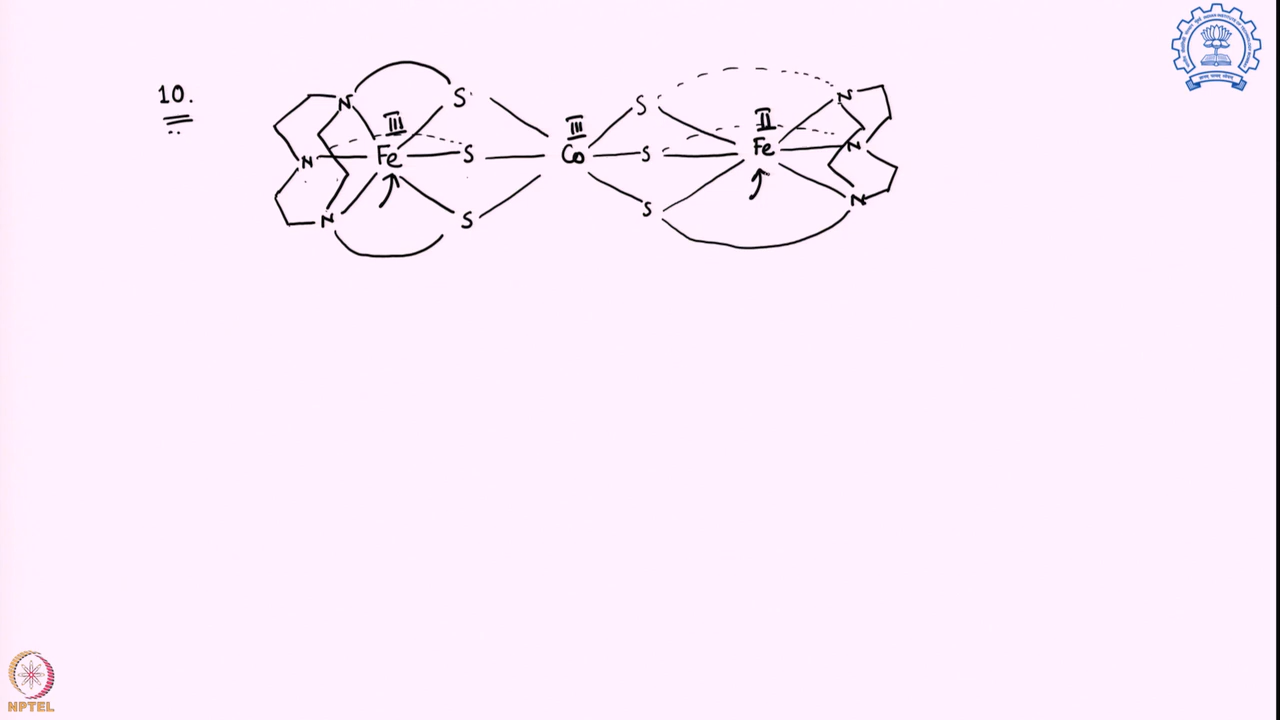 10.
N S S N
III III II
N Fe S Co S Fe N
N S S N
NPTEL